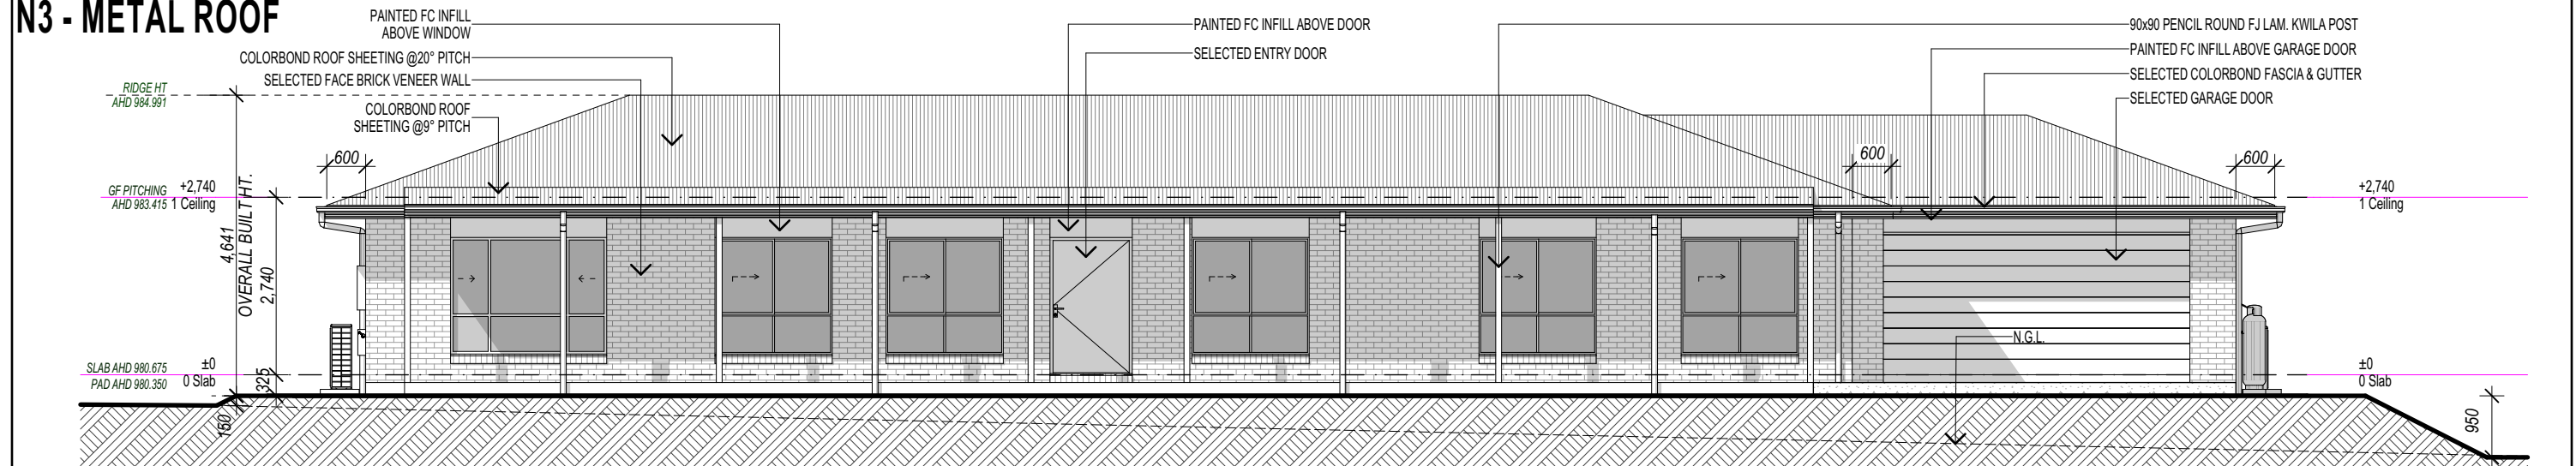 N3 - METAL ROOF
PAINTED FC INFILL
ABOVE WINDOW
COLORBOND ROOF SHEETING @20° PITCH
SELECTED FACE BRICK VENEER WALL
COLORBOND ROOF
SHEETING @9° PITCH
PAINTED FC INFILL ABOVE DOOR
SELECTED ENTRY DOOR
90x90 PENCIL ROUND FJ LAM. KWILA POST
PAINTED FC INFILL ABOVE GARAGE DOOR
SELECTED COLORBOND FASCIA & GUTTER
SELECTED GARAGE DOOR
RIDGE HT
AHD 984.991
600
600
600
GF PITCHING
AHD 983.415
+2,740
1 Ceiling
+2,740
1 Ceiling
4,641
OVERALL BUILT HT.
2,740
N.G.L.
SLAB AHD 980.675
PAD AHD 980.350
±0
0 Slab
325
±0
0 Slab
150
950